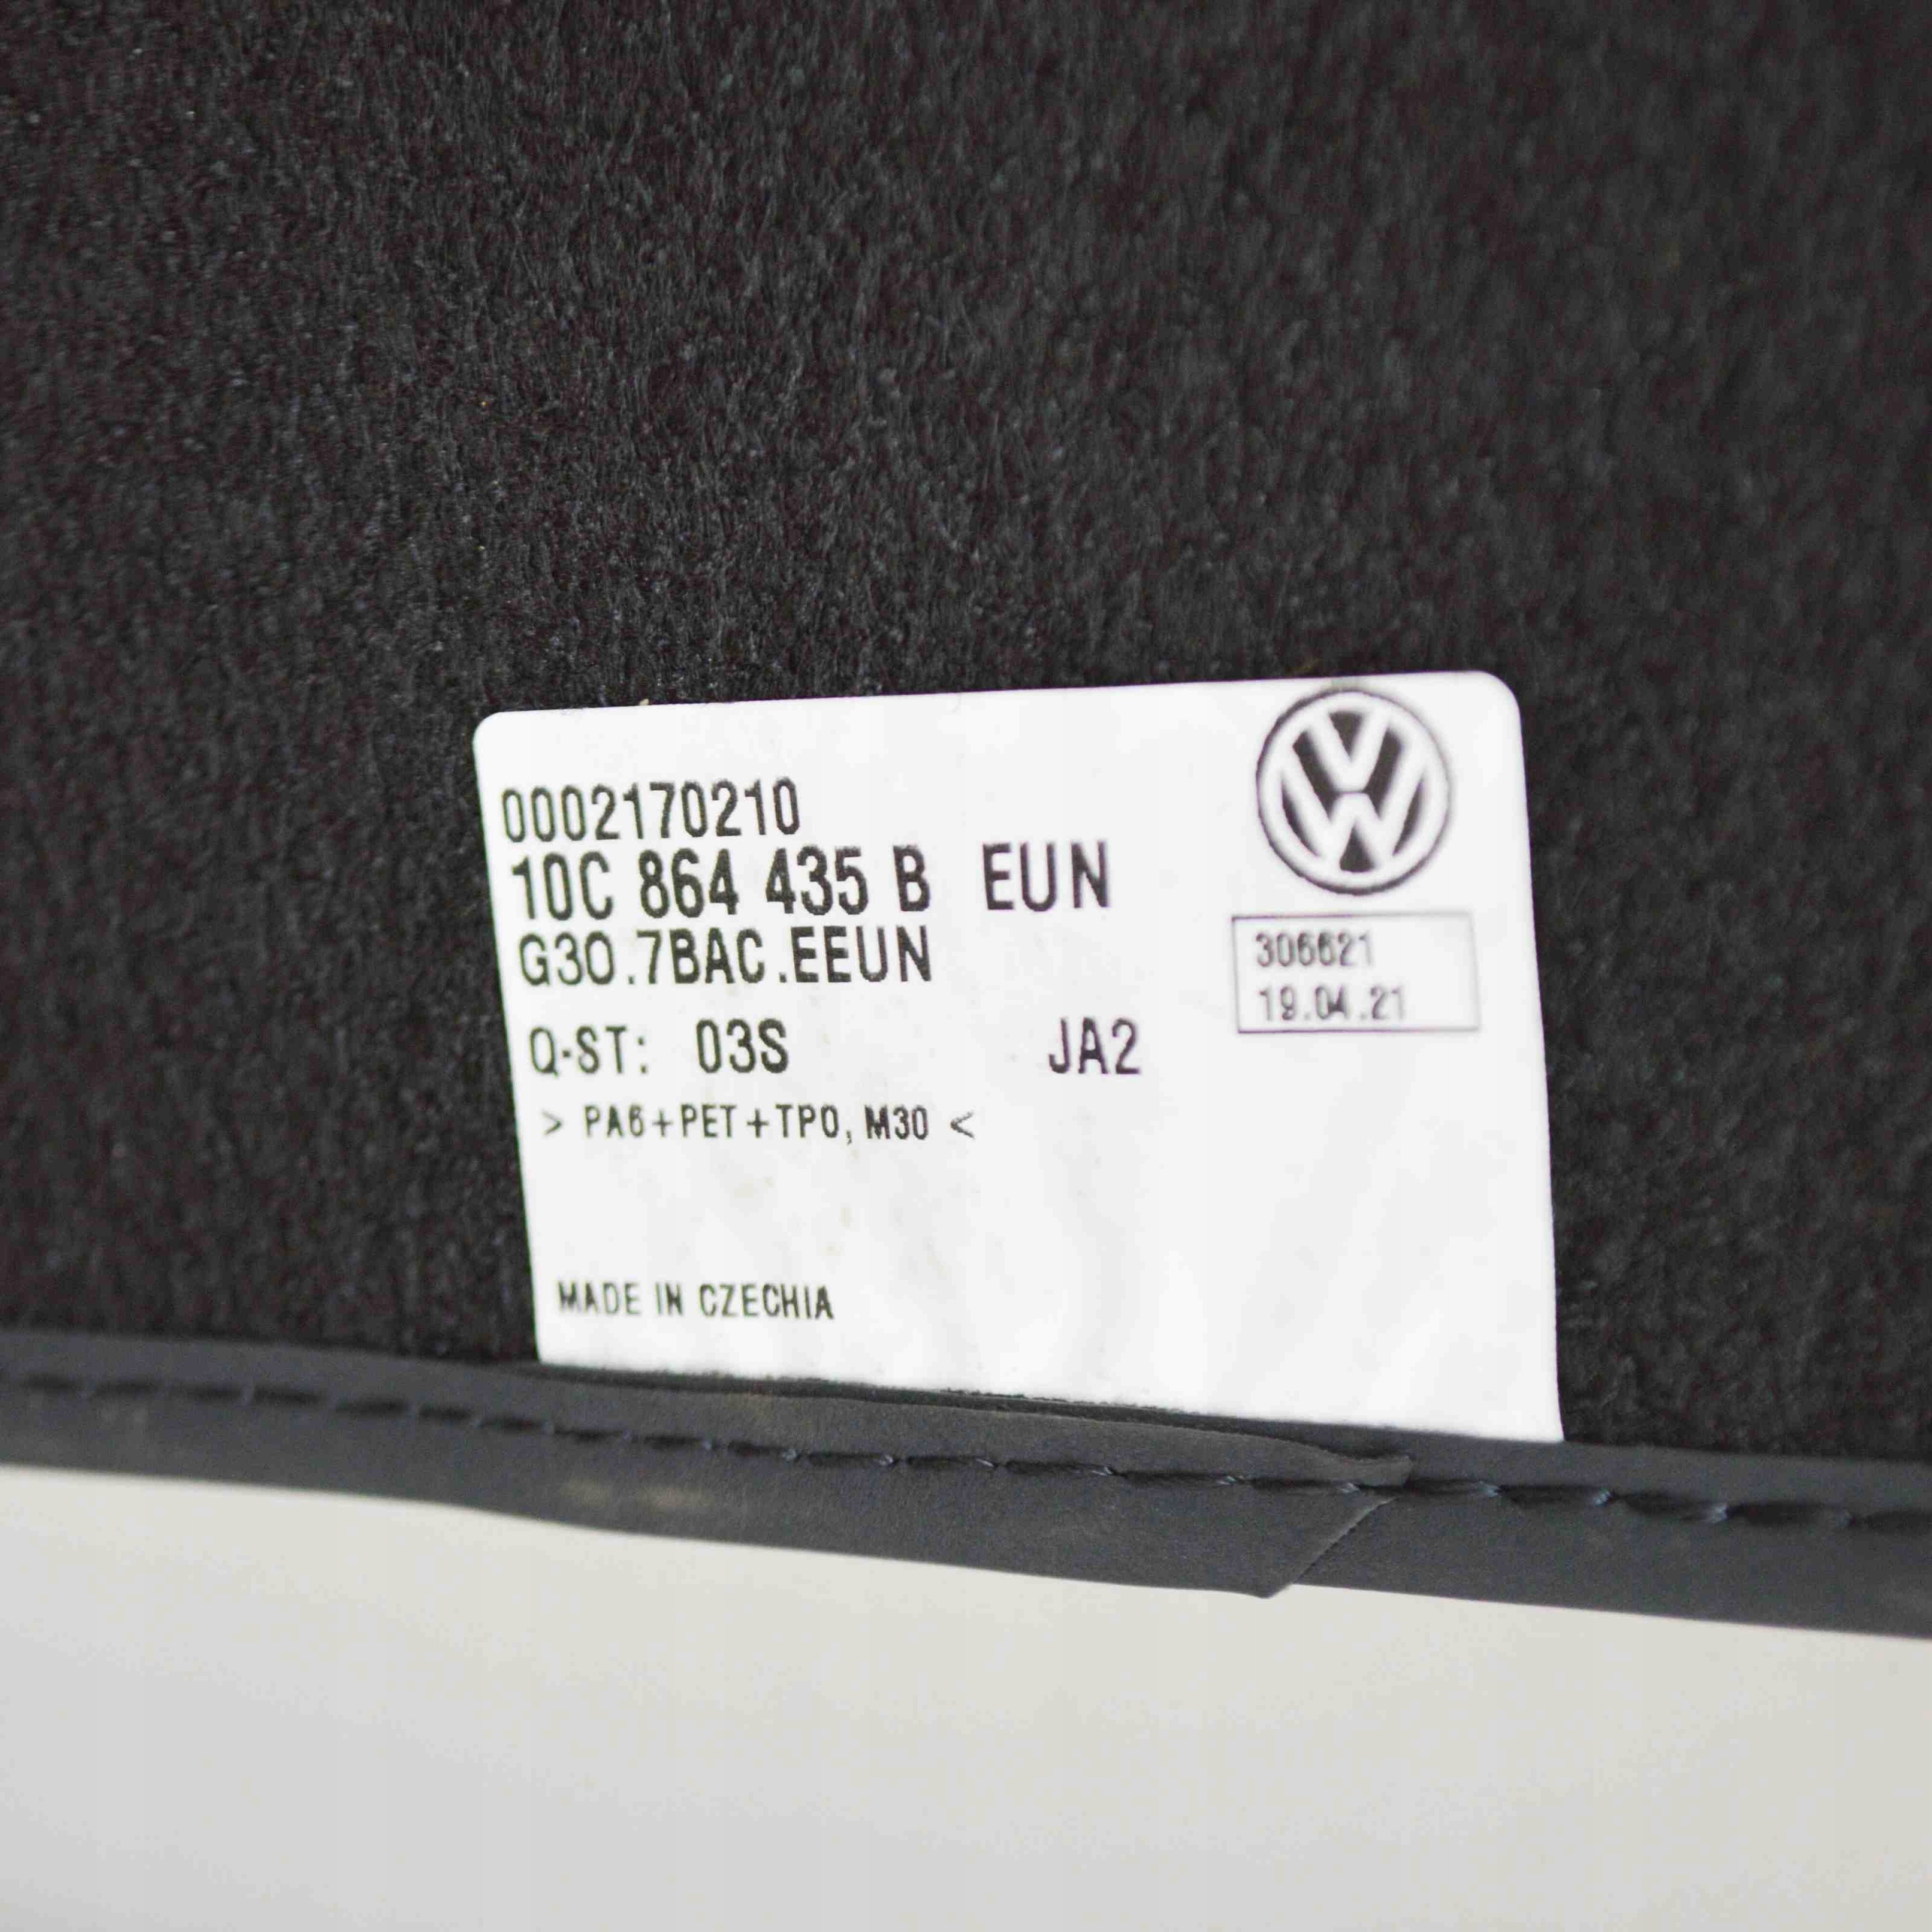 0002170210
10C 864 435 B EUN
G30.7BAC.EEUN
306621
19.04.21
Q-ST: 03S JA2
> PA6+PET+TPO, M30 <
MADE IN CZECHIA